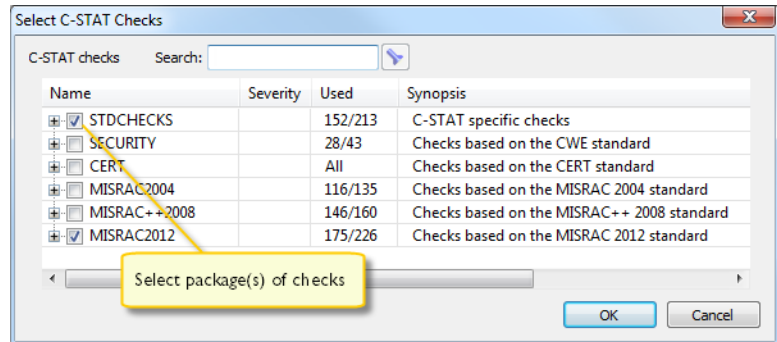 Select C-STAT Checks
C-STAT checks Search:
Name Severity Used Synopsis
STDCHECKS 152/213 C-STAT specific checks
SECURITY 28/43 Checks based on the CWE standard
CERT All Checks based on the CERT standard
MISRAC2004 116/135 Checks based on the MISRAC 2004 standard
MISRAC++2008 146/160 Checks based on the MISRAC++ 2008 standard
MISRAC2012 175/226 Checks based on the MISRAC 2012 standard
Select package(s) of checks
OK Cancel